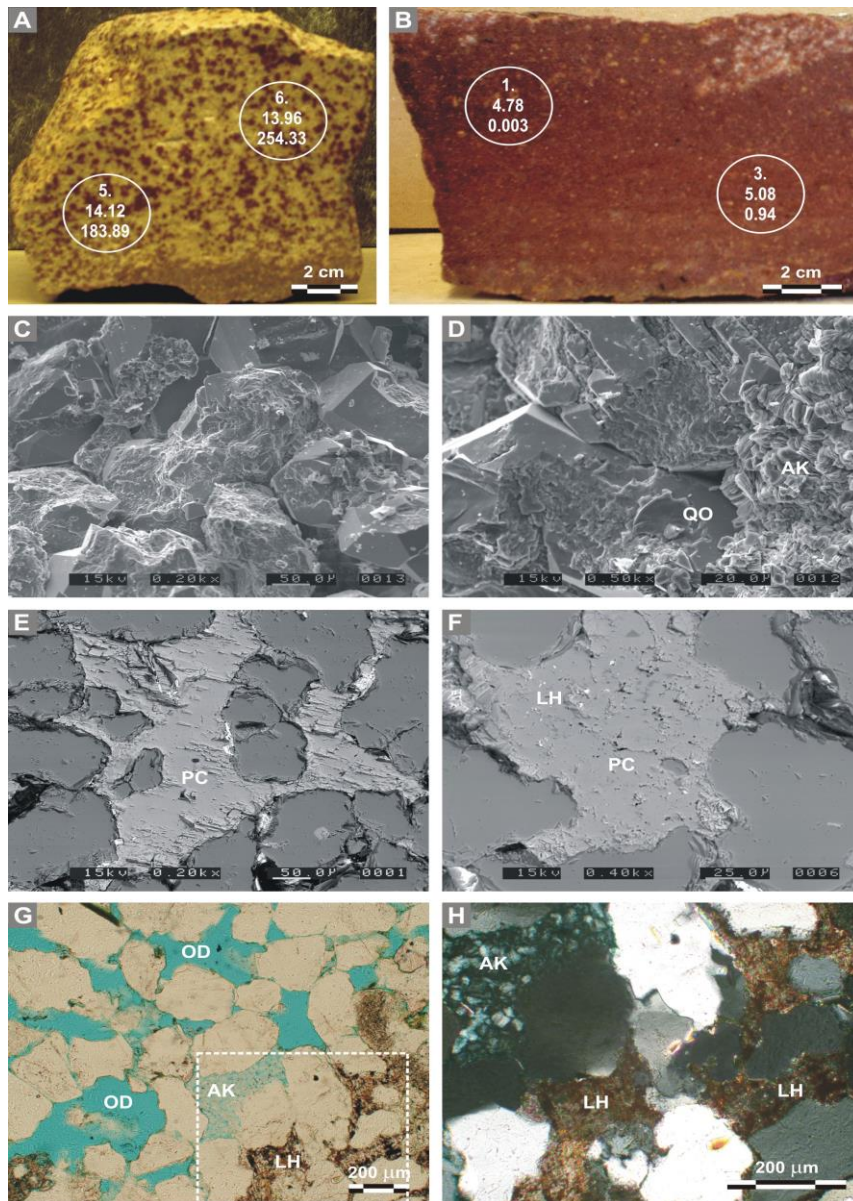 A
6.
13.96
254.33
5.
14.12
183.89
2 cm
B
1.
4.78
0.003
3.
5.08
0.94
2 cm
C
15kv 0.20kx 50.0μ 0013
D
AK
QO
15kv 0.50kx 20.0μ 0012
E
PC
15kv 0.20kx 50.0μ 0001
F
LH
PC
15kv 0.40kx 25.0μ 0006
G
OD
AK
OD
LH
200 μm
H
AK
LH
LH
200 μm